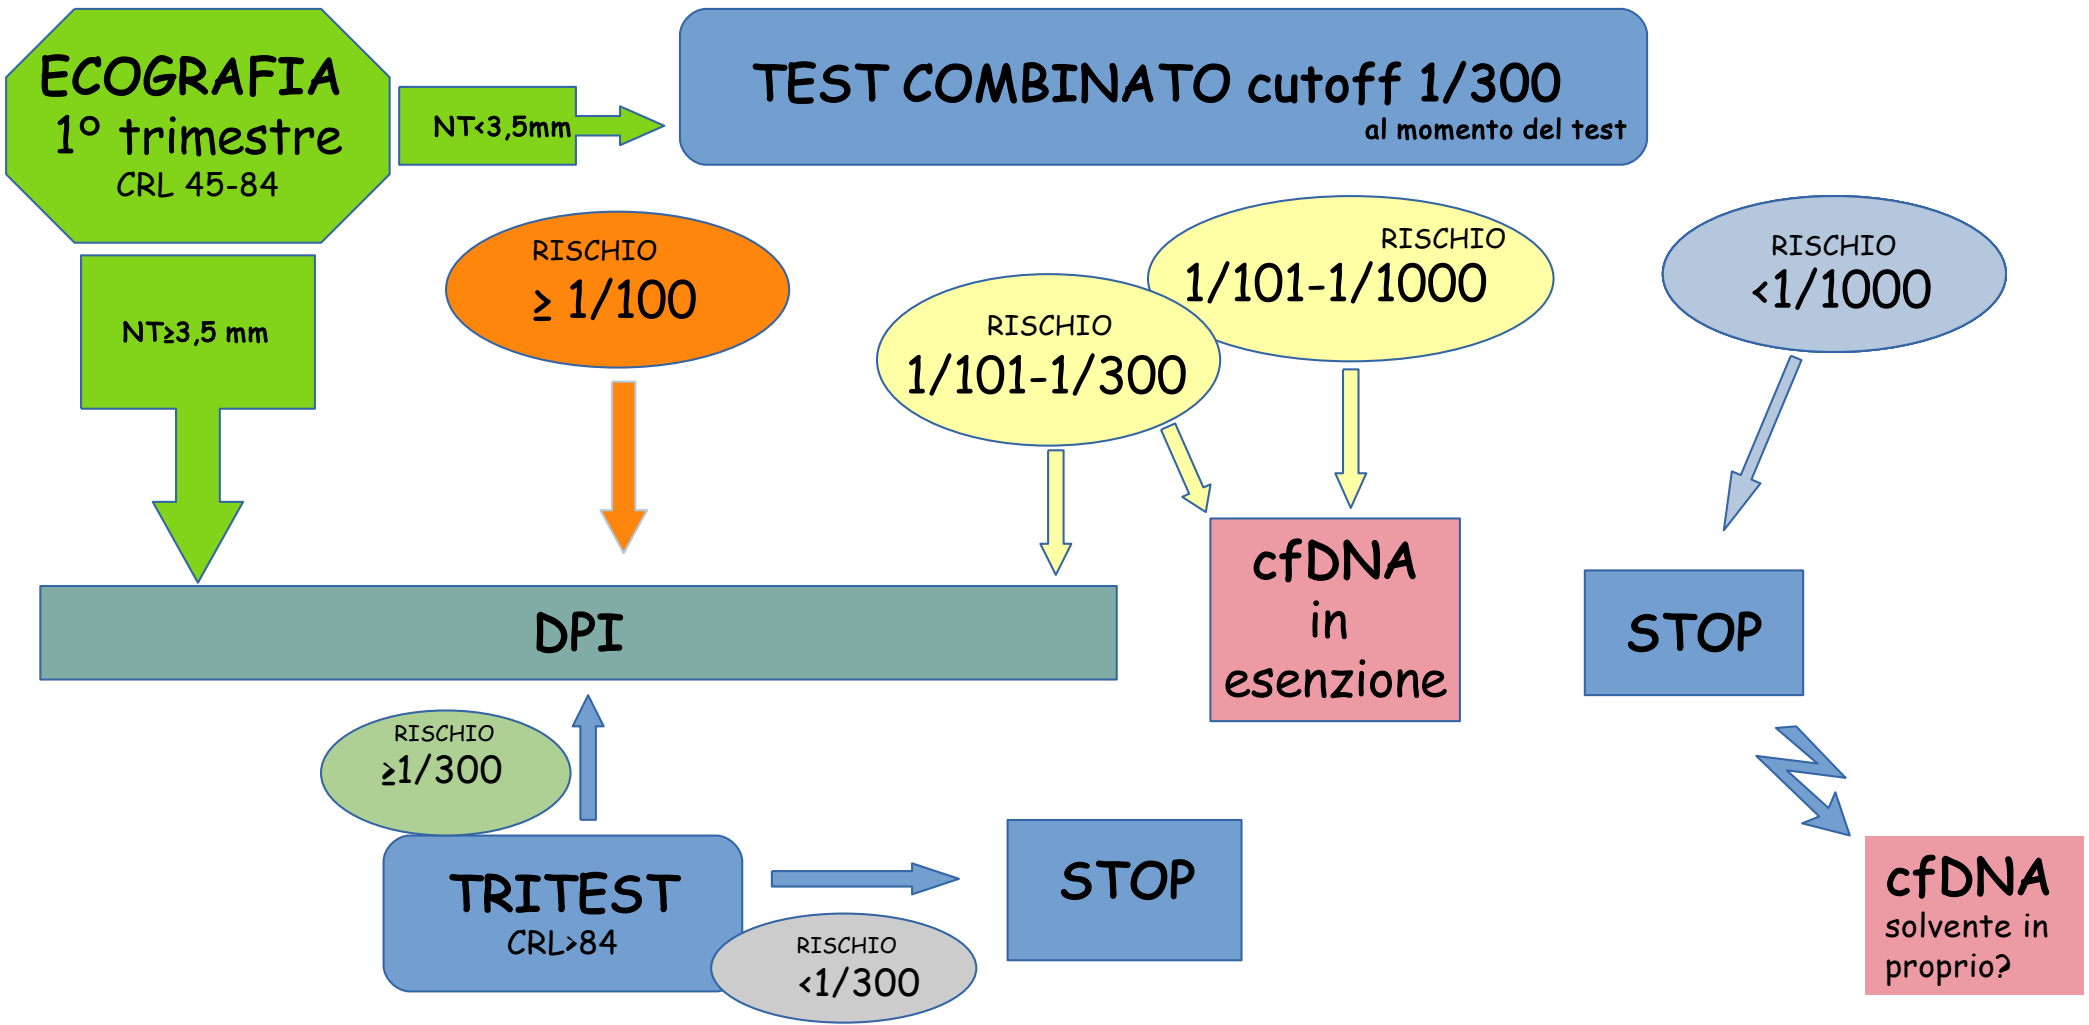 ECOGRAFIA
1° trimestre
CRL 45-84
NT<3,5mm
TEST COMBINATO cutoff 1/300
al momento del test
NT≥3,5 mm
RISCHIO
≥ 1/100
RISCHIO
1/101-1/300
RISCHIO
1/101-1/1000
RISCHIO
<1/1000
DPI
cfDNA
in
esenzione
STOP
RISCHIO
≥1/300
TRITEST
CRL>84
RISCHIO
<1/300
STOP
cfDNA
solvente in
proprio?